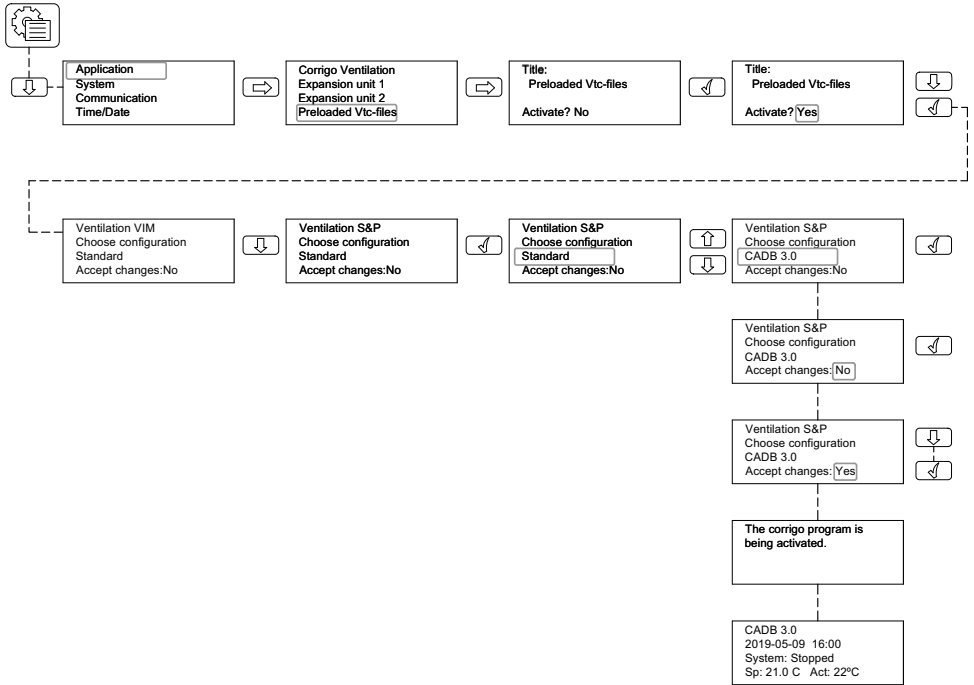 Application
System
Communication
Time/Date
Corrigo Ventilation
Expansion unit 1
Expansion unit 2
Preloaded Vtc-files
Title:
Preloaded Vtc-files
Activate? No
Title:
Preloaded Vtc-files
Activate? Yes
Ventilation VIM
Choose configuration
Standard
Accept changes:No
Ventilation S&P
Choose configuration
Standard
Accept changes:No
Ventilation S&P
Choose configuration
Standard
Accept changes:No
Ventilation S&P
Choose configuration
CADB 3.0
Accept changes:No
Ventilation S&P
Choose configuration
CADB 3.0
Accept changes: No
Ventilation S&P
Choose configuration
CADB 3.0
Accept changes: Yes
The corrigo program is
being activated.
CADB 3.0
2019-05-09 16:00
System: Stopped
Sp: 21.0 C Act: 22ºC